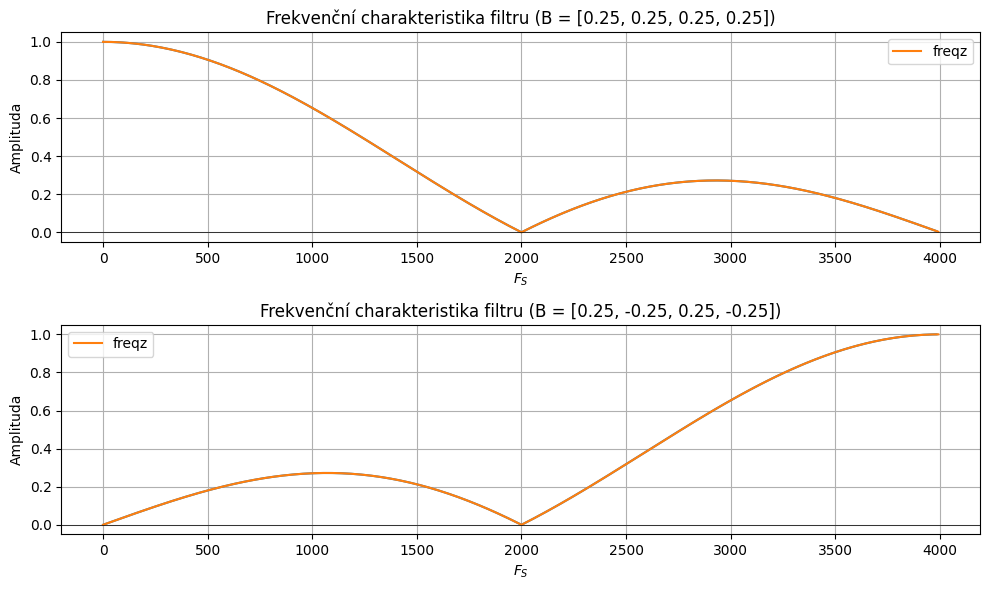 Frekvenční charakteristika filtru (B = [0.25, 0.25, 0.25, 0.25])
1.0
0.8
0.6
0.4
0.2
0.0
Amplituda
freqz
0 500 1000 1500 2000 2500 3000 3500 4000
F_S
Frekvenční charakteristika filtru (B = [0.25, -0.25, 0.25, -0.25])
1.0
0.8
0.6
0.4
0.2
0.0
Amplituda
freqz
0 500 1000 1500 2000 2500 3000 3500 4000
F_S